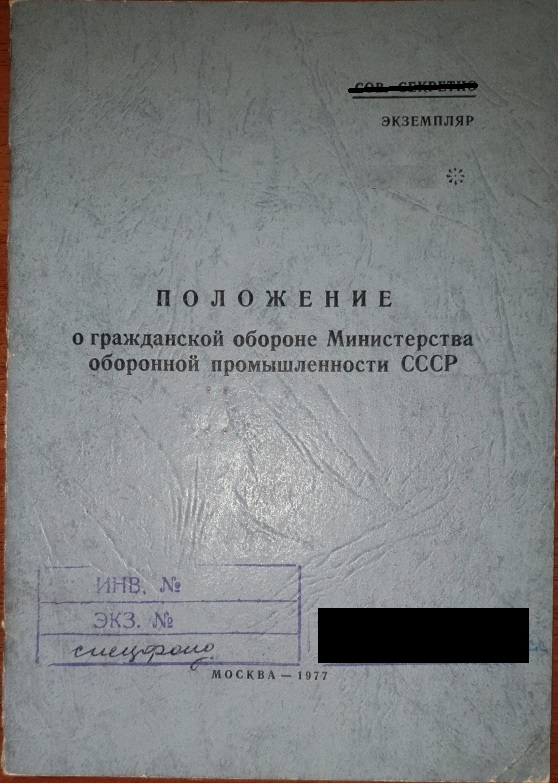 СОВ. СЕКРЕТНО
ЭКЗЕМПЛЯР
ПОЛОЖЕНИЕ
о гражданской обороне Министерства
оборонной промышленности СССР
ИНВ. №
ЭКЗ. №
спецфонд
МОСКВА — 1977